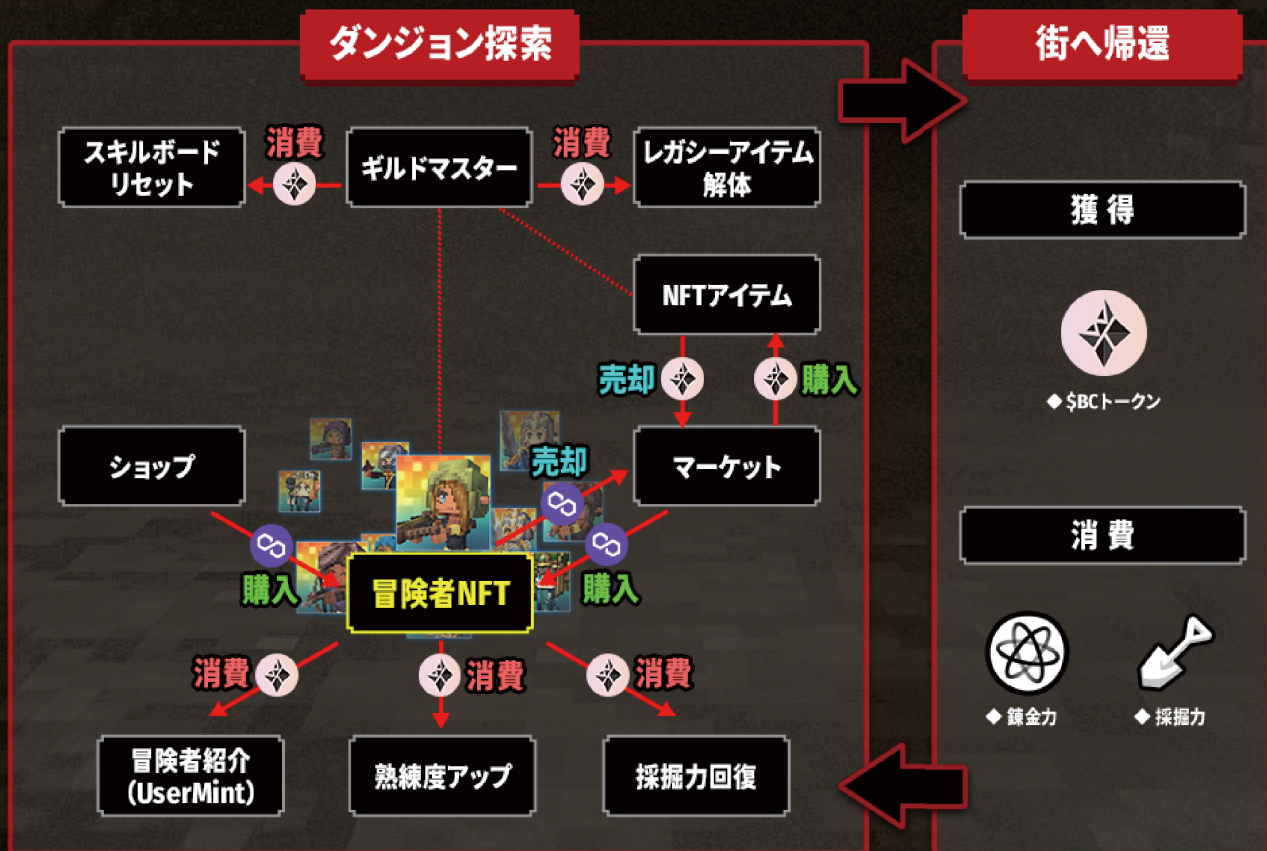 ダンジョン探索
街へ帰還
スキルボード
リセット
消費
ギルドマスター
消費
レガシーアイテム
解体
NFTアイテム
売却
購入
ショップ
売却
マーケット
購入
購入
冒険者NFT
消費
消費
消費
冒険者紹介
(UserMint)
熟練度アップ
採掘力回復
獲得
◆ $BCトークン
消費
◆ 錬金力
◆ 採掘力